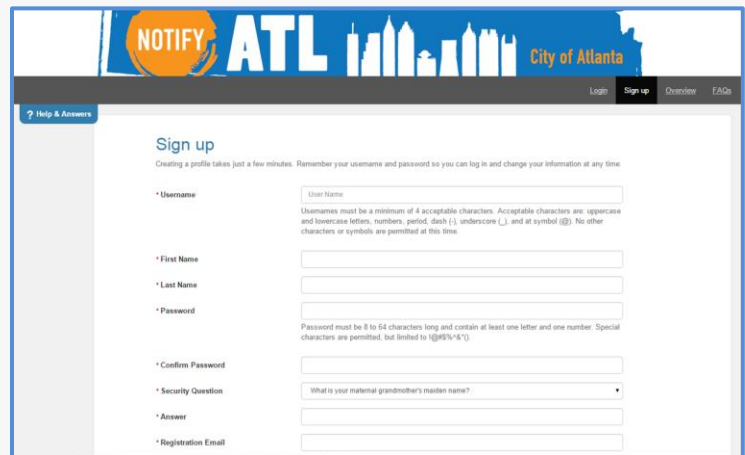 NOTIFY ATL City of Atlanta
Login Sign up Overview FAQs
? Help & Answers
Sign up
Creating a profile takes just a few minutes. Remember your username and password so you can log in and change your information at any time.
* Username User Name
Usernames must be a minimum of 4 acceptable characters. Acceptable characters are: uppercase
and lowercase letters, numbers, period, dash (-), underscore (_), and at symbol (@). No other
characters or symbols are permitted at this time.
* First Name
* Last Name
* Password
Password must be 8 to 64 characters long and contain at least one letter and one number. Special
characters are permitted, but limited to !@#$%^&*().
* Confirm Password
* Security Question What is your maternal grandmother's maiden name?
* Answer
* Registration Email